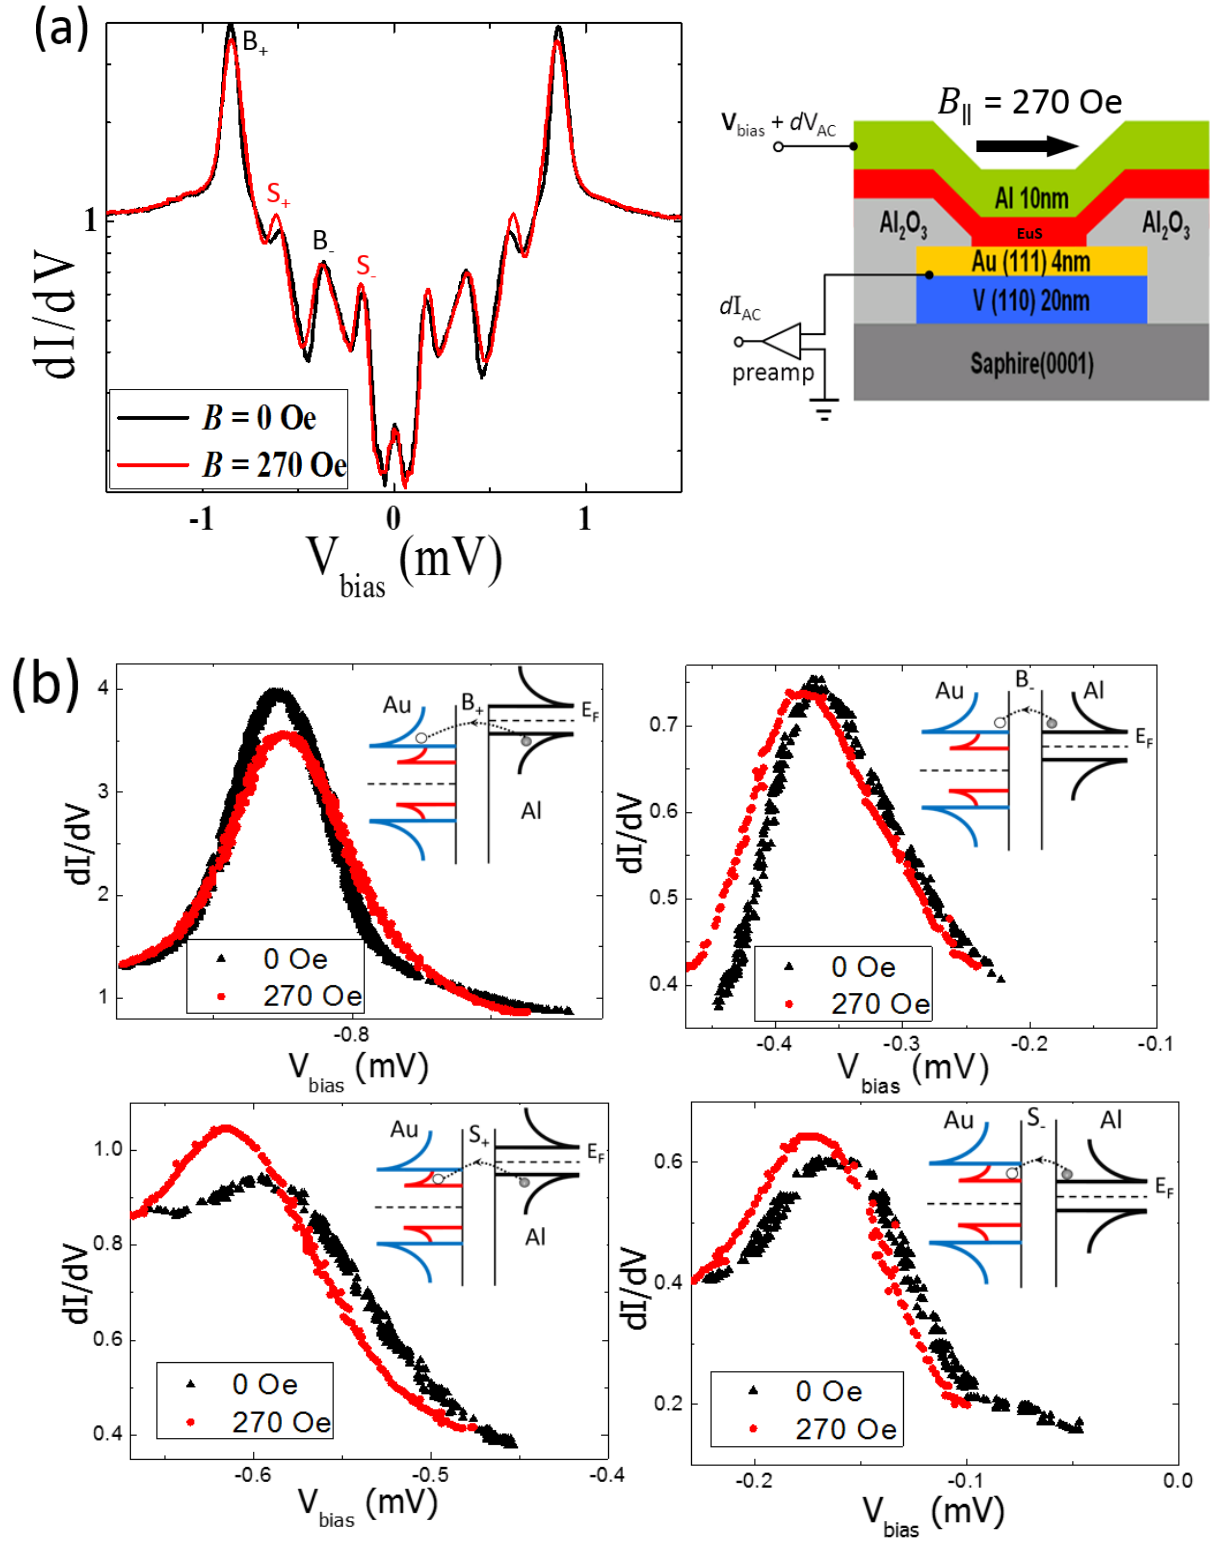 (a)
B+
S+
B-
S-
1
1
dI/dV
B = 0 Oe
B = 270 Oe
-1
0
1
Vbias (mV)
B|| = 270 Oe
Vbias + dVAC
Al 10nm
Al2O3
EuS
Al2O3
Au (111) 4nm
V (110) 20nm
dIAC
preamp
Saphire(0001)
(b)
4
3
2
1
dI/dV
Au
B+
EF
Al
0 Oe
270 Oe
-0.8
Vbias (mV)
0.7
0.6
0.5
0.4
dI/dV
Au
B-
Al
EF
0 Oe
270 Oe
-0.4
-0.3
-0.2
-0.1
Vbias (mV)
1.0
0.8
0.6
0.4
dI/dV
Au
S+
EF
Al
0 Oe
270 Oe
-0.6
-0.5
-0.4
Vbias (mV)
0.6
0.4
0.2
dI/dV
Au
S-
Al
EF
0 Oe
270 Oe
-0.2
-0.1
0.0
Vbias (mV)